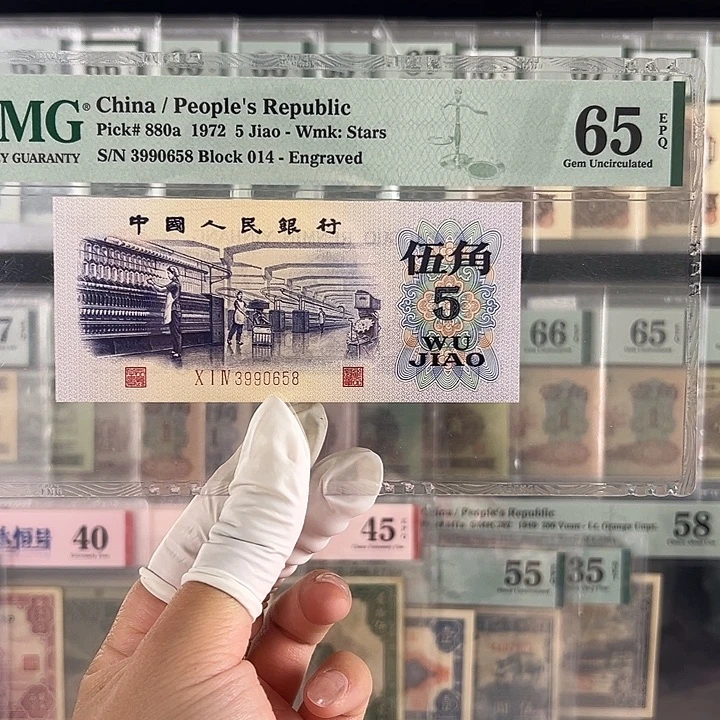 MG®
Y GUARANTY
China / People's Republic
Pick# 880a 1972 5 Jiao - Wmk: Stars
S/N 3990658 Block 014 - Engraved
65
EPQ
Gem Uncirculated
中國人民銀行
伍角
5
WU
JIAO
XIIV3990658
66
65
40
45
58
55
35